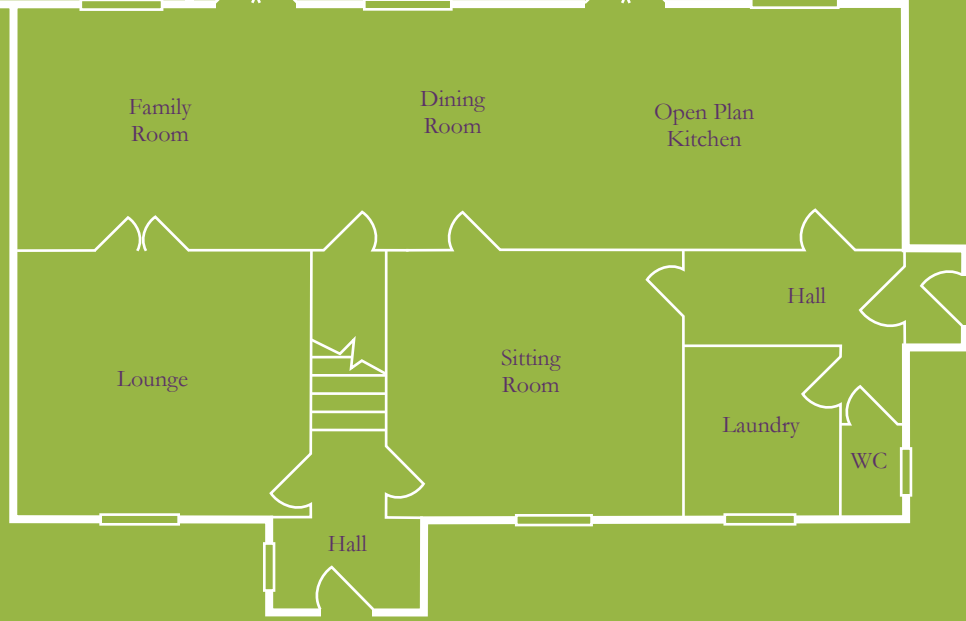 Family
Room
Dining
Room
Open Plan
Kitchen
Hall
Lounge
Sitting
Room
Laundry
WC
Hall